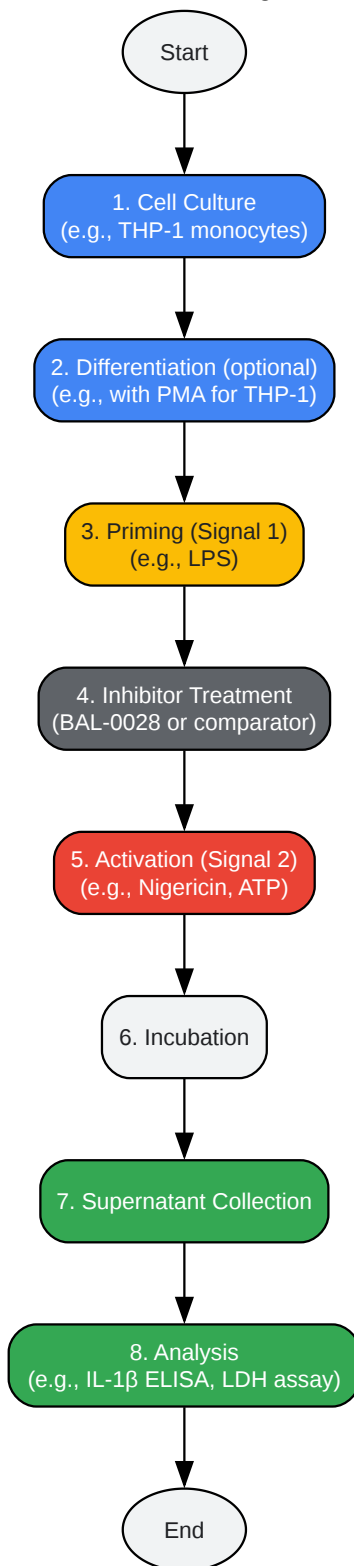 Start
1. Cell Culture
(e.g., THP-1 monocytes)
2. Differentiation (optional)
(e.g., with PMA for THP-1)
3. Priming (Signal 1)
(e.g., LPS)
4. Inhibitor Treatment
(BAL-0028 or comparator)
5. Activation (Signal 2)
(e.g., Nigericin, ATP)
6. Incubation
7. Supernatant Collection
8. Analysis
(e.g., IL-1β ELISA, LDH assay)
End